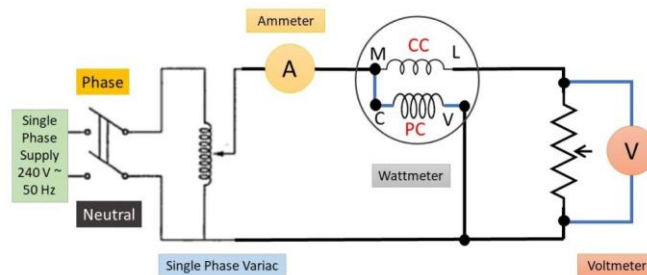 Ammeter
A
M
CC
L
Phase
Single
Phase
Supply
240 V ~
50 Hz
C
PC
V
V
Wattmeter
Neutral
Single Phase Variac
Voltmeter